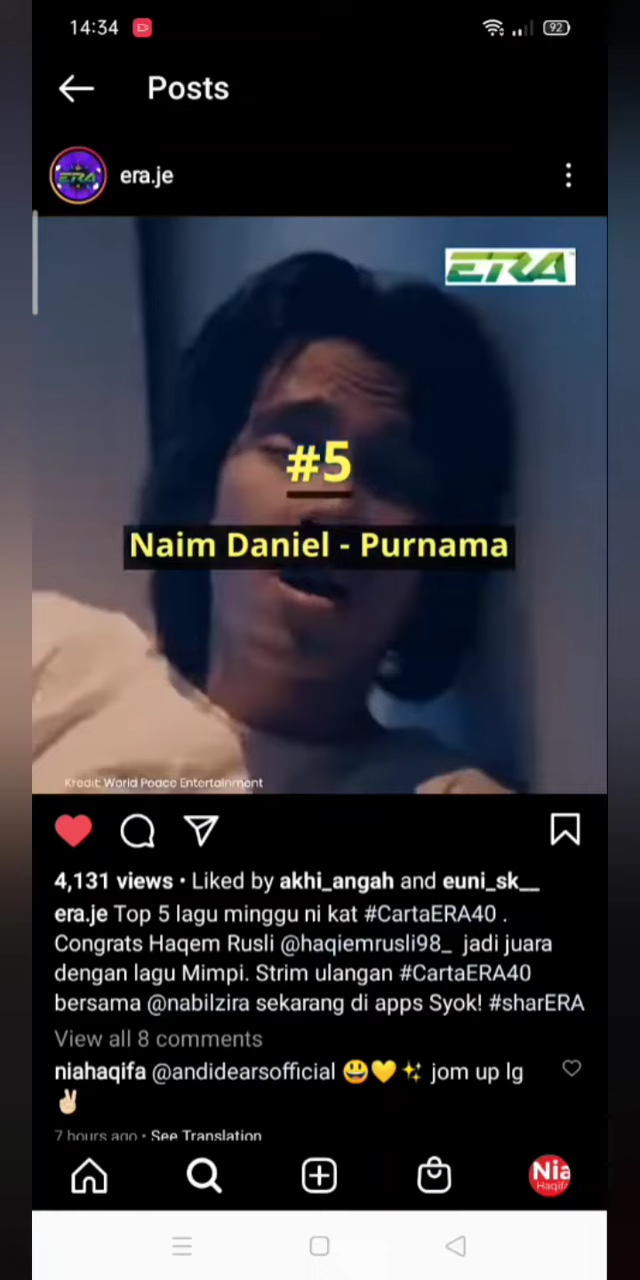 14:34
92
Posts
ERA
era.je
ERA
#5
Naim Daniel - Purnama
Kredit: World Peace Entertainment
4,131 views • Liked by akhi_angah and euni_sk__
era.je Top 5 lagu minggu ni kat #CartaERA40 .
Congrats Haqem Rusli @haqiemrusli98_ jadi juara
dengan lagu Mimpi. Strim ulangan #CartaERA40
bersama @nabilzira sekarang di apps Syok! #sharERA
View all 8 comments
niahaqifa @andidearsofficial 😃💛✨ jom up lg
✌🏻
7 hours ago • See Translation
Nia
Haqifa